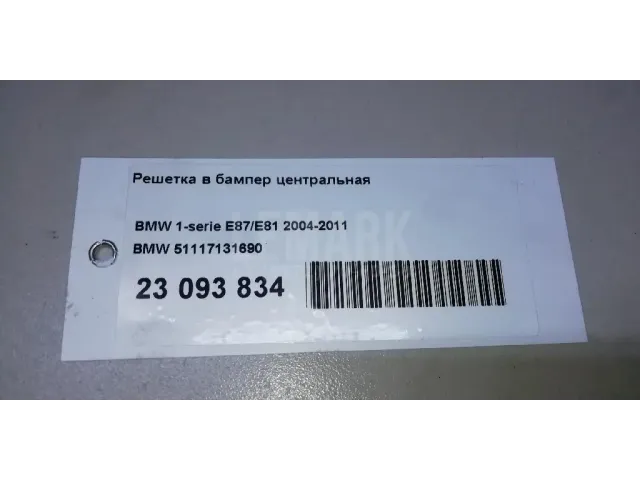 Решетка в бампер центральная
BMW 1-serie E87/E81 2004-2011
BMW 51117131690
23 093 834